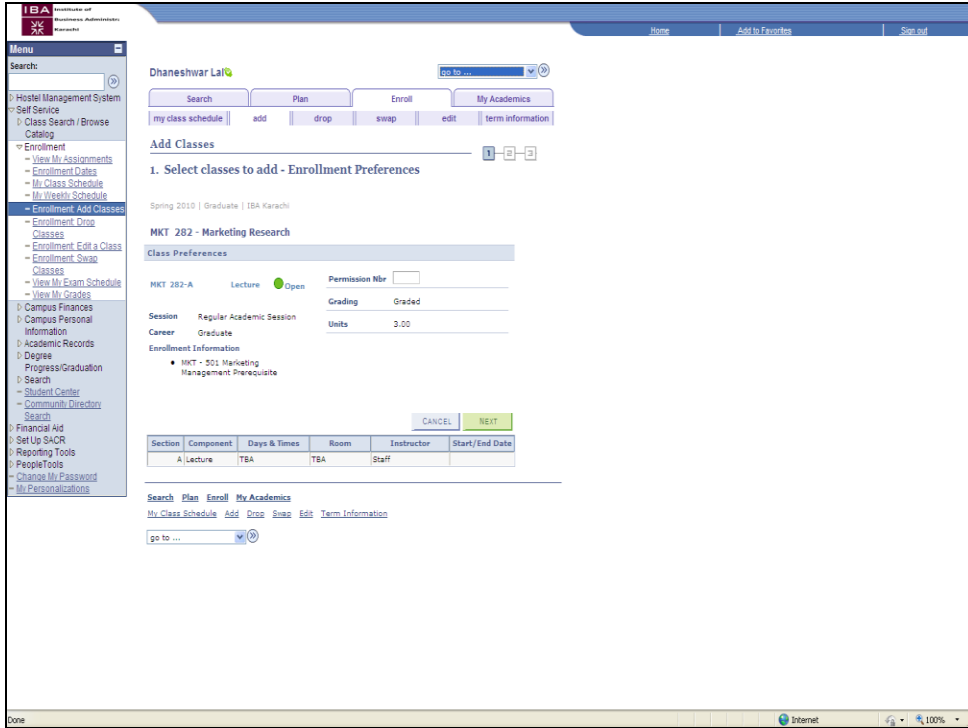 IBA Institute of
Business Administr
Karachi
Home Add to Favorites Sign out
Menu
Search:
Hostel Management System
Self Service
Class Search / Browse
Catalog
Enrollment
View My Assignments
Enrollment Dates
My Class Schedule
My Weekly Schedule
Enrollment: Add Classes
Enrollment: Drop
Classes
Enrollment: Edit a Class
Enrollment: Swap
Classes
View My Exam Schedule
View My Grades
Campus Finances
Campus Personal
Information
Academic Records
Degree
Progress/Graduation
Search
Student Center
Community Directory
Search
Financial Aid
Set Up SACR
Reporting Tools
PeopleTools
Change My Password
My Personalizations
Dhaneshwar Lal go to ...
Search Plan Enroll My Academics
my class schedule add drop swap edit term information
Add Classes 1 2 3
1. Select classes to add - Enrollment Preferences
Spring 2010 | Graduate | IBA Karachi
MKT 282 - Marketing Research
Class Preferences
MKT 282-A Lecture Open
Session Regular Academic Session
Career Graduate
Enrollment Information
• MKT - 501 Marketing
Management Prerequisite
Permission Nbr
Grading Graded
Units 3.00
CANCEL NEXT
Section Component Days & Times Room Instructor Start/End Date
A Lecture TBA TBA Staff
Search Plan Enroll My Academics
My Class Schedule Add Drop Swap Edit Term Information
go to ...
Done Internet 100%